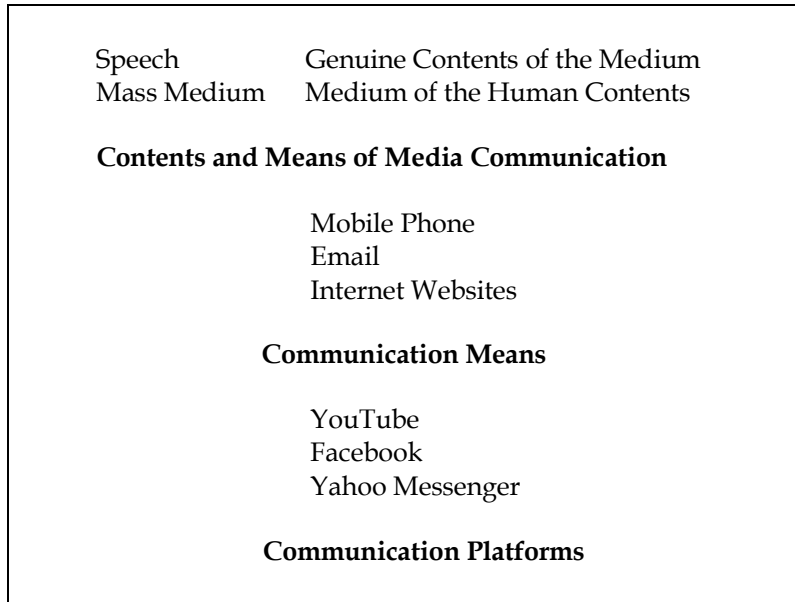 Speech Genuine Contents of the Medium
Mass Medium Medium of the Human Contents
Contents and Means of Media Communication
Mobile Phone
Email
Internet Websites
Communication Means
YouTube
Facebook
Yahoo Messenger
Communication Platforms